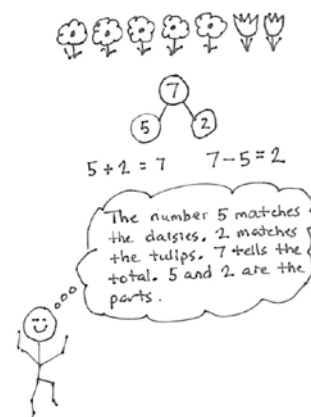 7
5 2
5 + 2 = 7 7 - 5 = 2
The number 5 matches
the daisies. 2 matches
the tulips. 7 tells the
total. 5 and 2 are the
parts.